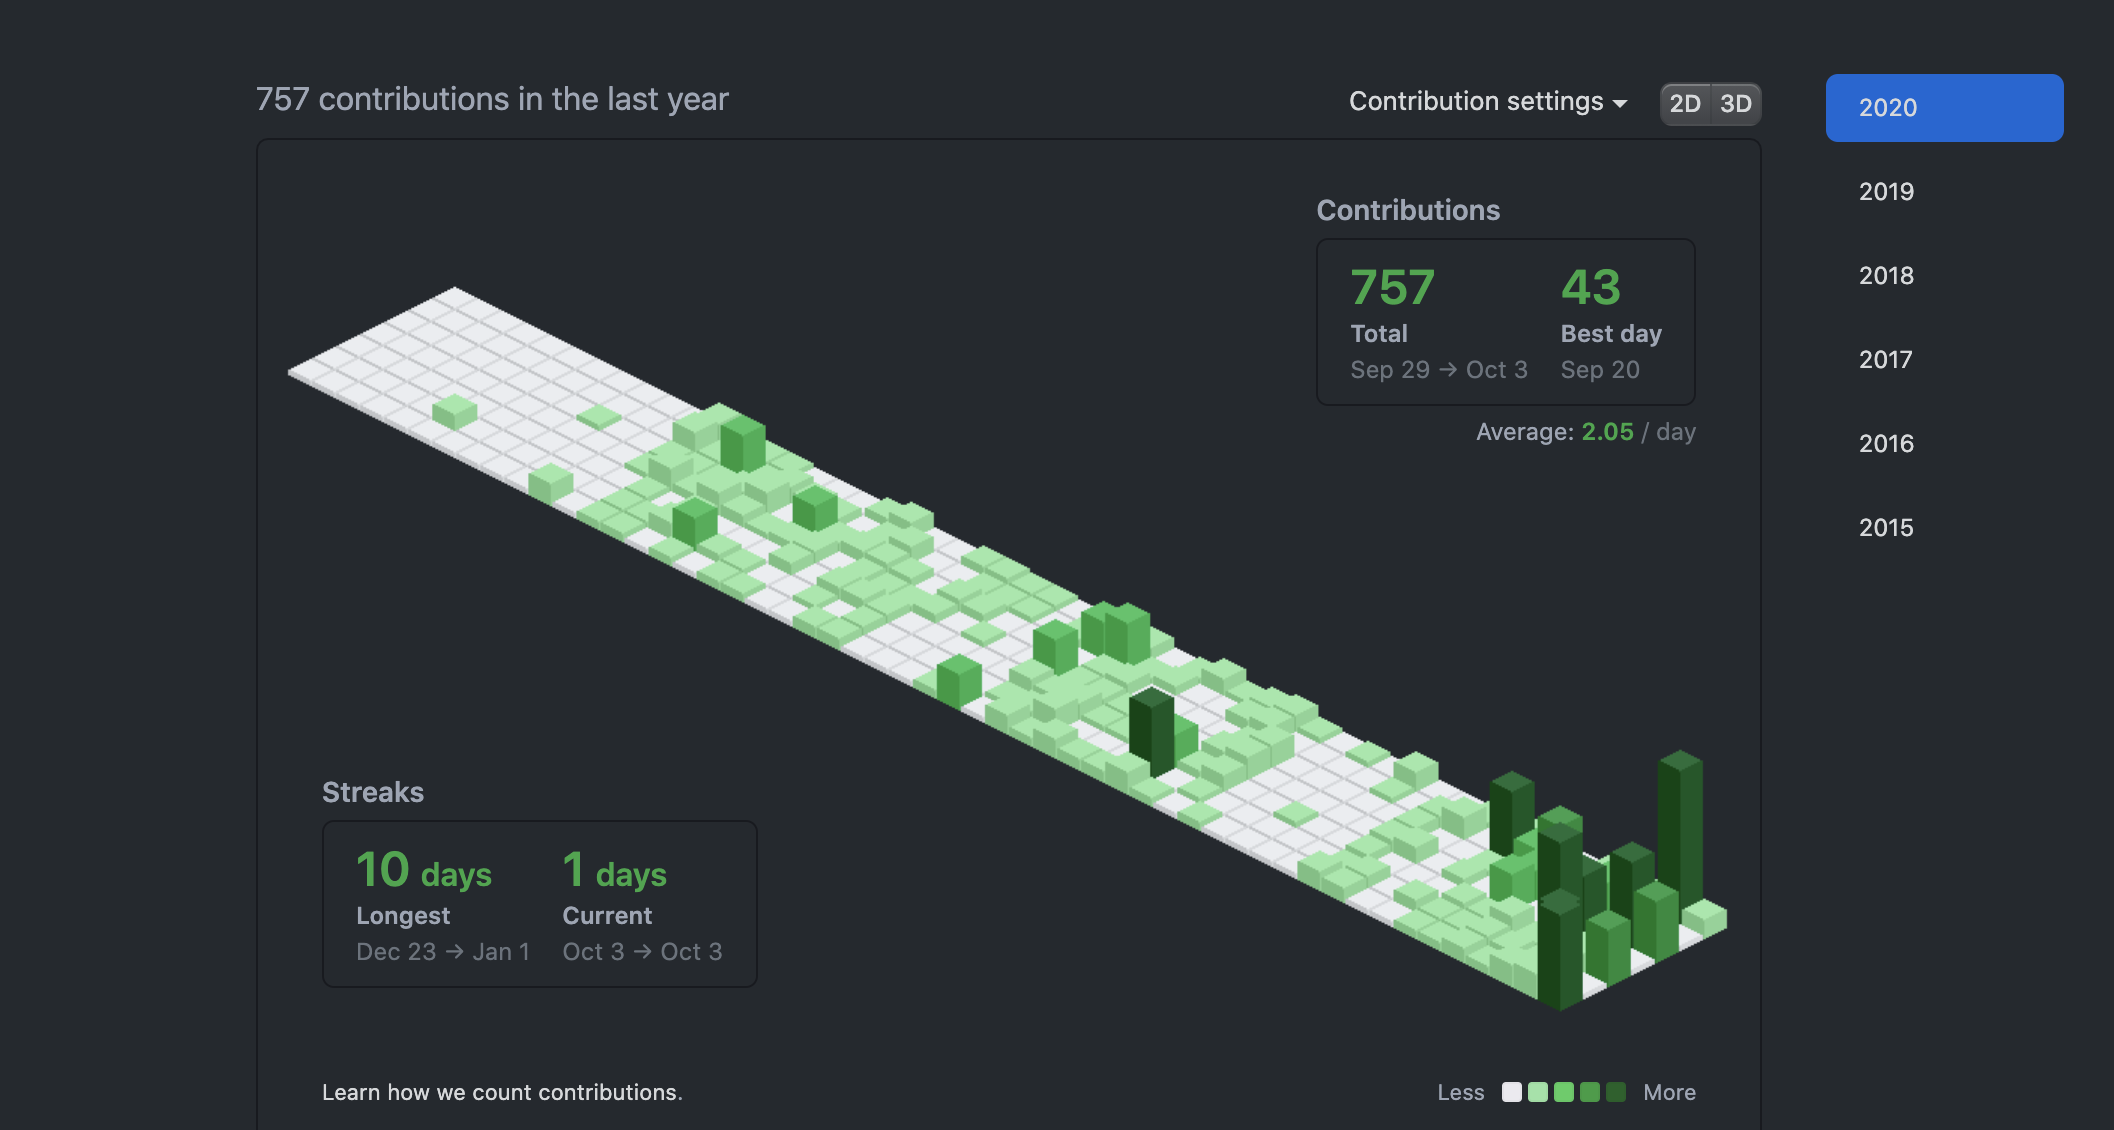 757 contributions in the last year
Contribution settings
2D 3D
2020
2019
2018
2017
2016
2015
Contributions
757 43
Total Best day
Sep 29 → Oct 3 Sep 20
Average: 2.05 / day
Streaks
10 days 1 days
Longest Current
Dec 23 → Jan 1 Oct 3 → Oct 3
Learn how we count contributions.
Less More